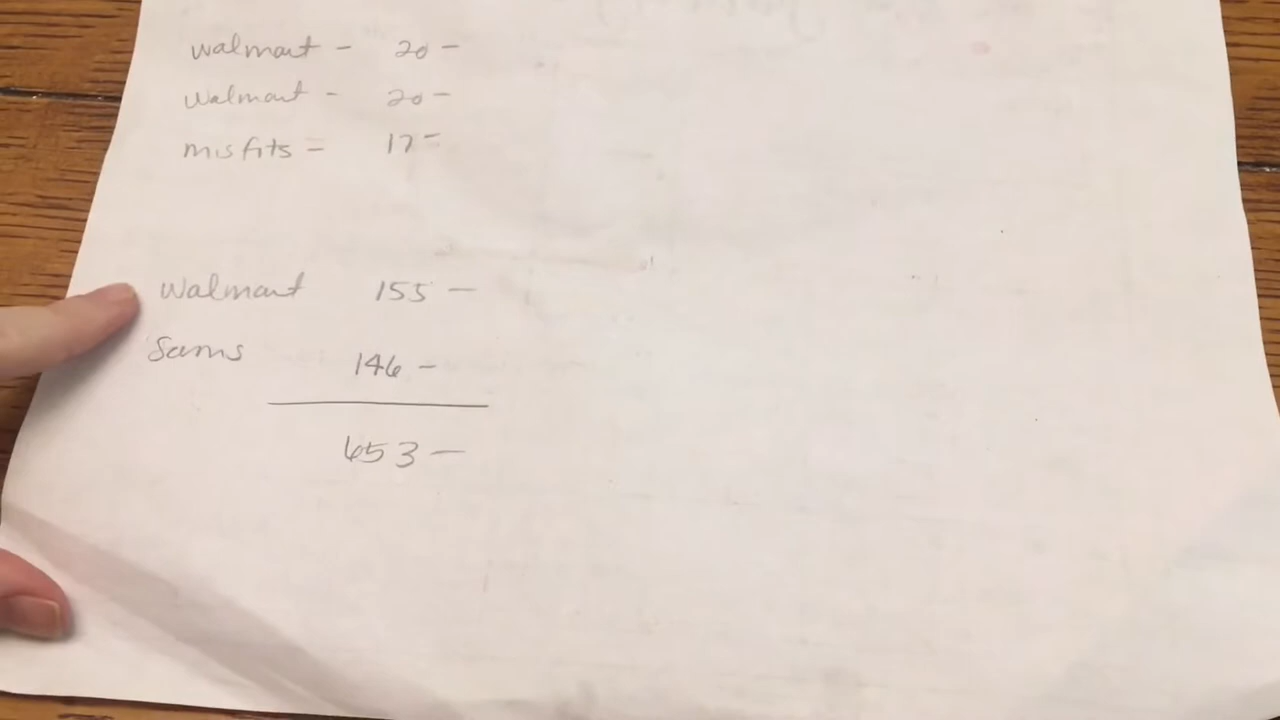 walmart - 20 -
Walmart - 20 -
misfits - 17 -
Walmart 155 -
Sams 146 -
653 -